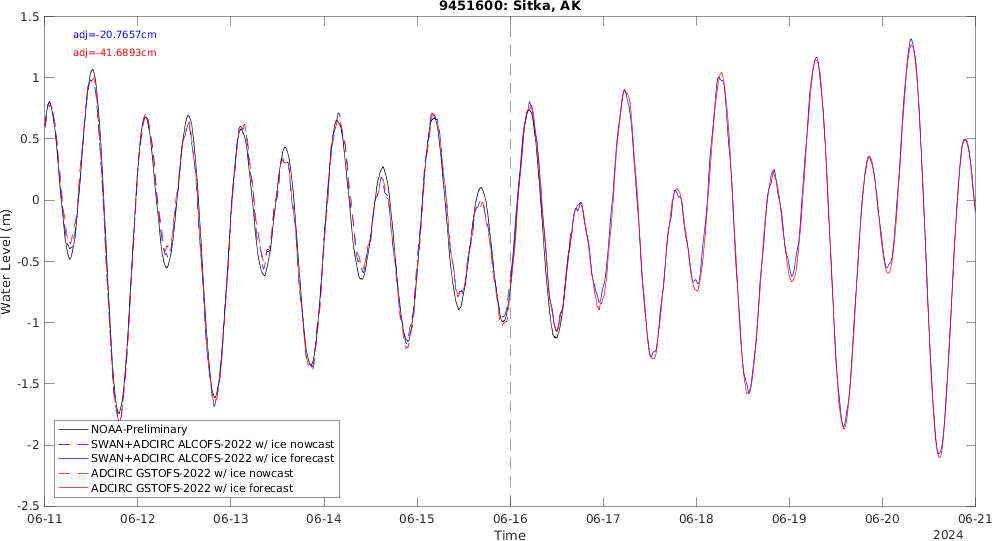 9451600: Sitka, AK
adj=-20.7657cm
adj=-41.6893cm
1.5
1
0.5
0
-0.5
-1
-1.5
-2
-2.5
Water Level (m)
NOAA-Preliminary
SWAN+ADCIRC ALCOFS-2022 w/ ice nowcast
SWAN+ADCIRC ALCOFS-2022 w/ ice forecast
ADCIRC GSTOFS-2022 w/ ice nowcast
ADCIRC GSTOFS-2022 w/ ice forecast
06-11 06-12 06-13 06-14 06-15 06-16 06-17 06-18 06-19 06-20 06-21
Time
2024